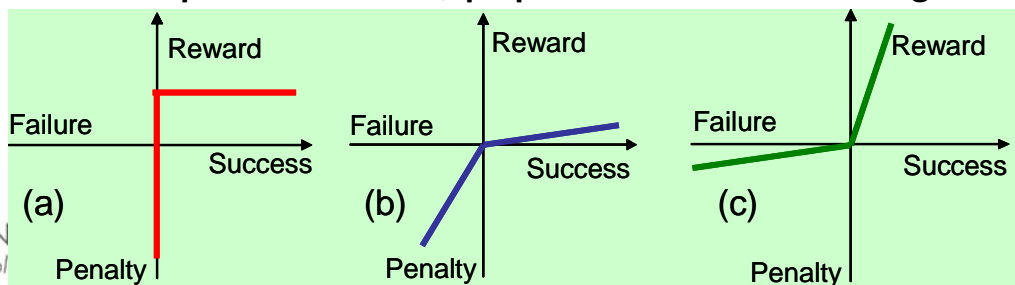 Reward
Failure
Success
(a)
Penalty
Reward
Failure
Success
(b)
Penalty
Reward
Failure
Success
(c)
Penalty